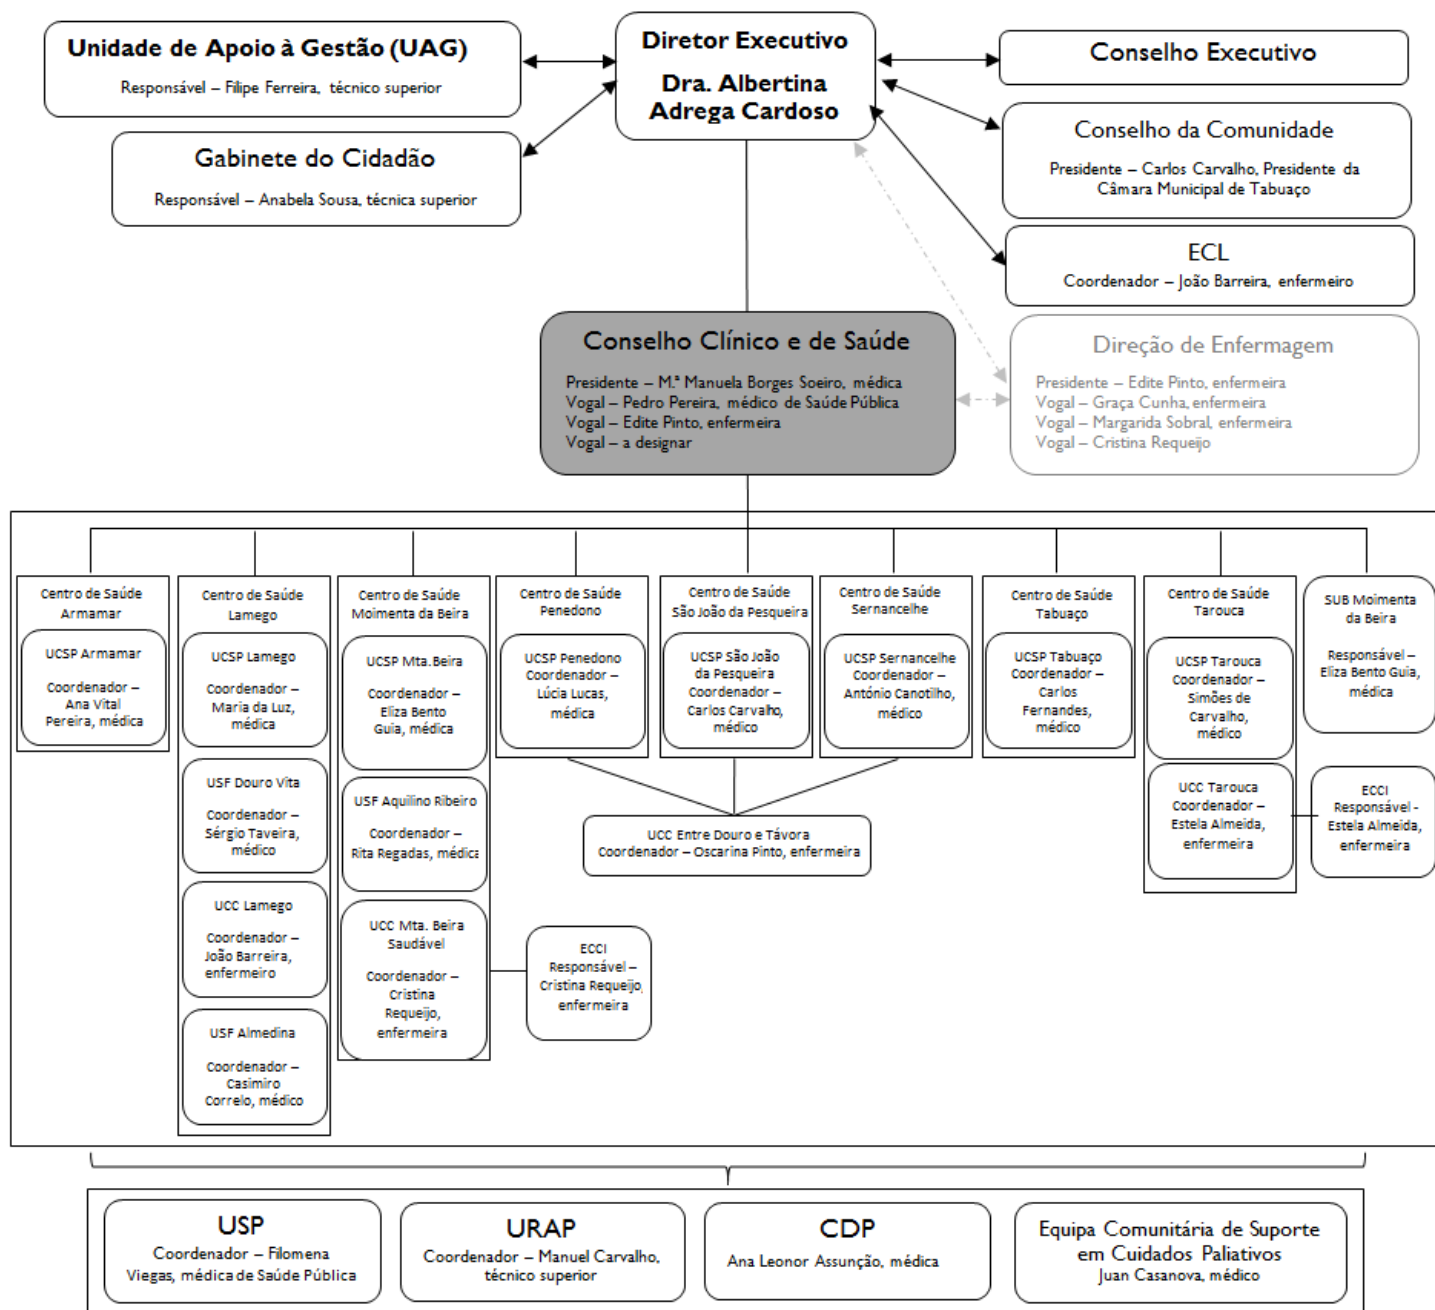 Unidade de Apoio à Gestão (UAG)
Responsável – Filipe Ferreira, técnico superior
Gabinete do Cidadão
Responsável – Anabela Sousa, técnica superior
Diretor Executivo
Dra. Albertina
Adrega Cardoso
Conselho Executivo
Conselho da Comunidade
Presidente – Carlos Carvalho, Presidente da
Câmara Municipal de Tabuaço
ECL
Coordenador – João Barreira, enfermeiro
Conselho Clínico e de Saúde
Presidente – M.ª Manuela Borges Soeiro, médica
Vogal – Pedro Pereira, médico de Saúde Pública
Vogal – Edite Pinto, enfermeira
Vogal – a designar
Direção de Enfermagem
Presidente – Edite Pinto, enfermeira
Vogal – Graça Cunha, enfermeira
Vogal – Margarida Sobral, enfermeira
Vogal – Cristina Requeijo
Centro de Saúde
Armamar
UCSP Armamar
Coordenador –
Ana Vital
Pereira, médica
Centro de Saúde
Lamego
UCSP Lamego
Coordenador –
Maria da Luz,
médica
USF Douro Vita
Coordenador –
Sérgio Taveira,
médico
UCC Lamego
Coordenador –
João Barreira,
enfermeiro
USF Almedina
Coordenador –
Casimiro
Correlo, médico
Centro de Saúde
Moimenta da Beira
UCSP Mta.Beira
Coordenador –
Eliza Bento
Guia, médica
USF Aquilino Ribeiro
Coordenador –
Rita Regadas, médica
UCC Mta. Beira
Saudável
Coordenador –
Cristina
Requeijo,
enfermeira
ECCI
Responsável –
Cristina Requeijo,
enfermeira
Centro de Saúde
Penedono
UCSP Penedono
Coordenador –
Lúcia Lucas,
médica
Centro de Saúde
São João da Pesqueira
UCSP São João
da Pesqueira
Coordenador –
Carlos Carvalho,
médico
Centro de Saúde
Sernancelhe
UCSP Sernancelhe
Coordenador –
António Canotilho,
médico
UCC Entre Douro e Távora
Coordenador – Oscarina Pinto, enfermeira
Centro de Saúde
Tabuaço
UCSP Tabuaço
Coordenador –
Carlos
Fernandes,
médico
Centro de Saúde
Tarouca
UCSP Tarouca
Coordenador –
Simões de
Carvalho,
médico
UCC Tarouca
Coordenador –
Estela Almeida,
enfermeira
SUB Moimenta
da Beira
Responsável –
Eliza Bento Guia,
médica
ECCI
Responsável -
Estela Almeida,
enfermeira
USP
Coordenador – Filomena
Viegas, médica de Saúde Pública
URAP
Coordenador – Manuel Carvalho,
técnico superior
CDP
Ana Leonor Assunção, médica
Equipa Comunitária de Suporte
em Cuidados Paliativos
Juan Casanova, médico